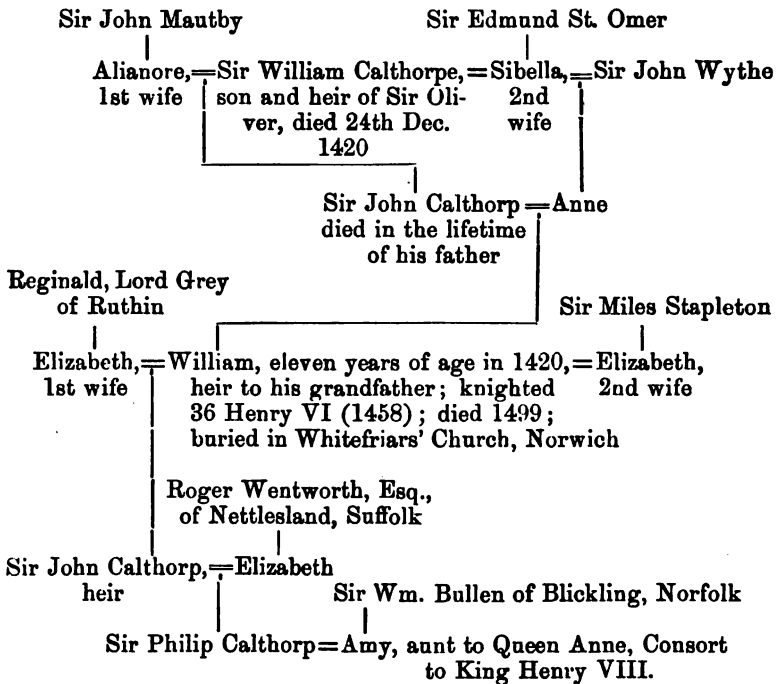 Sir John Mautby Sir Edmund St. Omer
Alianore,=Sir William Calthorpe,=Sibella,=Sir John Wythe
1st wife son and heir of Sir Oli- 2nd
ver, died 24th Dec. wife
1420
Sir John Calthorp=Anne
died in the lifetime
of his father
Reginald, Lord Grey
of Ruthin Sir Miles Stapleton
Elizabeth,=William, eleven years of age in 1420,=Elizabeth,
1st wife heir to his grandfather; knighted 2nd wife
36 Henry VI (1458); died 1499;
buried in Whitefriars' Church, Norwich
Roger Wentworth, Esq.,
of Nettlesland, Suffolk
Sir John Calthorp,=Elizabeth
heir Sir Wm. Bullen of Blickling, Norfolk
Sir Philip Calthorp=Amy, aunt to Queen Anne, Consort
to King Henry VIII.